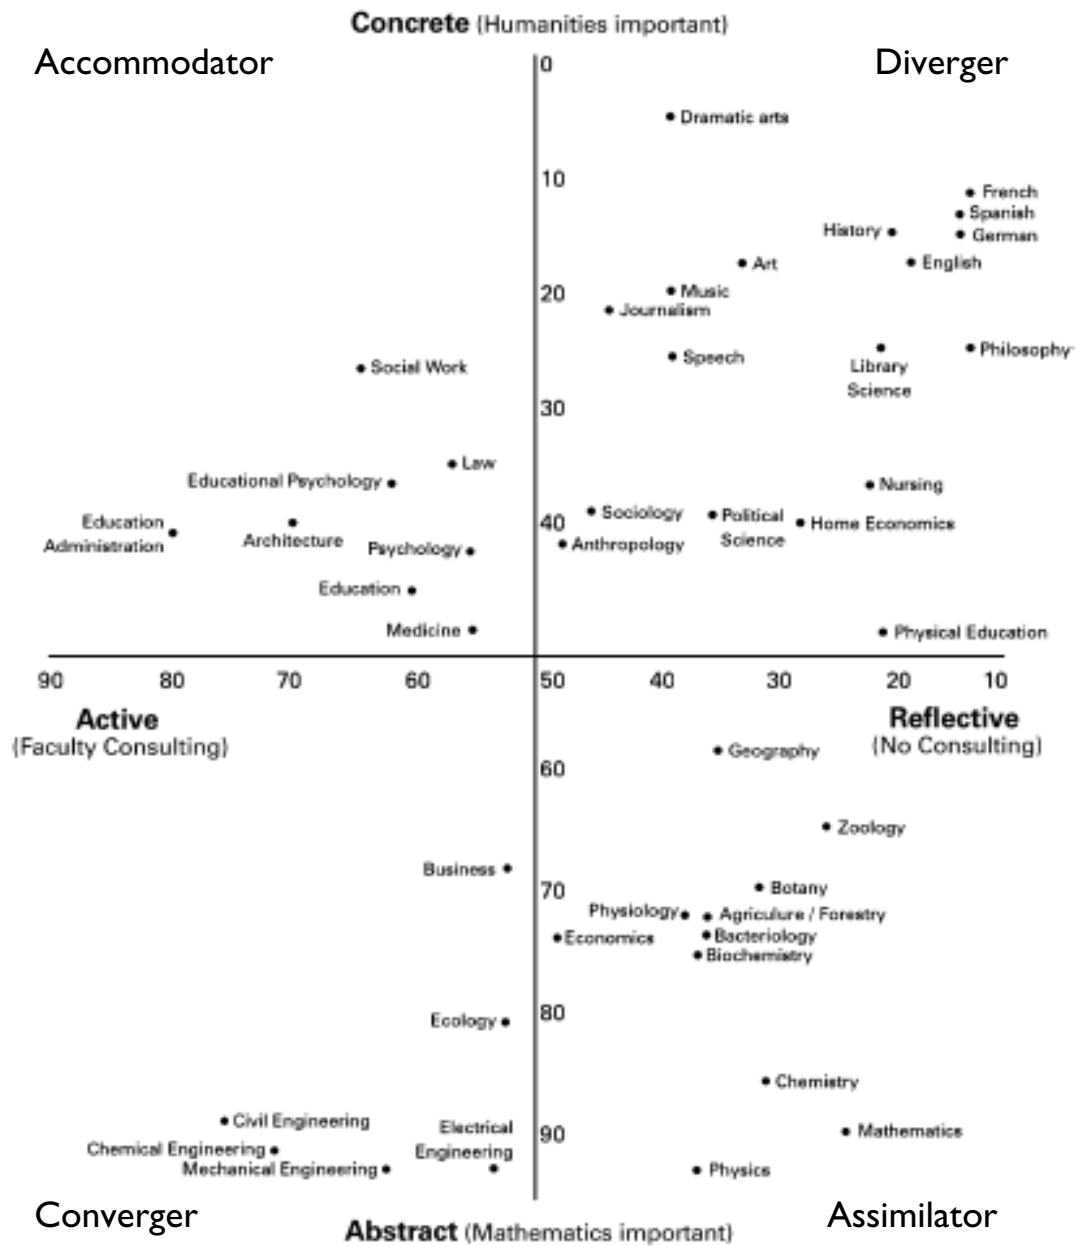 Concrete (Humanities important)
Accommodator
Diverger
0
Dramatic arts
10
French
Spanish
History
German
Art
English
20
Music
Journalism
Speech
Philosophy
Library
Science
Social Work
30
Law
Educational Psychology
Nursing
Education
Administration
Architecture
40
Sociology
Political
Science
Home Economics
Psychology
Anthropology
Education
Medicine
Physical Education
90 80 70 60 50 40 30 20 10
Active
(Faculty Consulting)
Reflective
(No Consulting)
Geography
60
Zoology
Business
70
Botany
Physiology
Agriculure / Forestry
Economics
Bacteriology
Biochemistry
80
Ecology
Chemistry
Civil Engineering
Electrical
Engineering
90
Mathematics
Chemical Engineering
Mechanical Engineering
Physics
Converger
Assimilator
Abstract (Mathematics important)